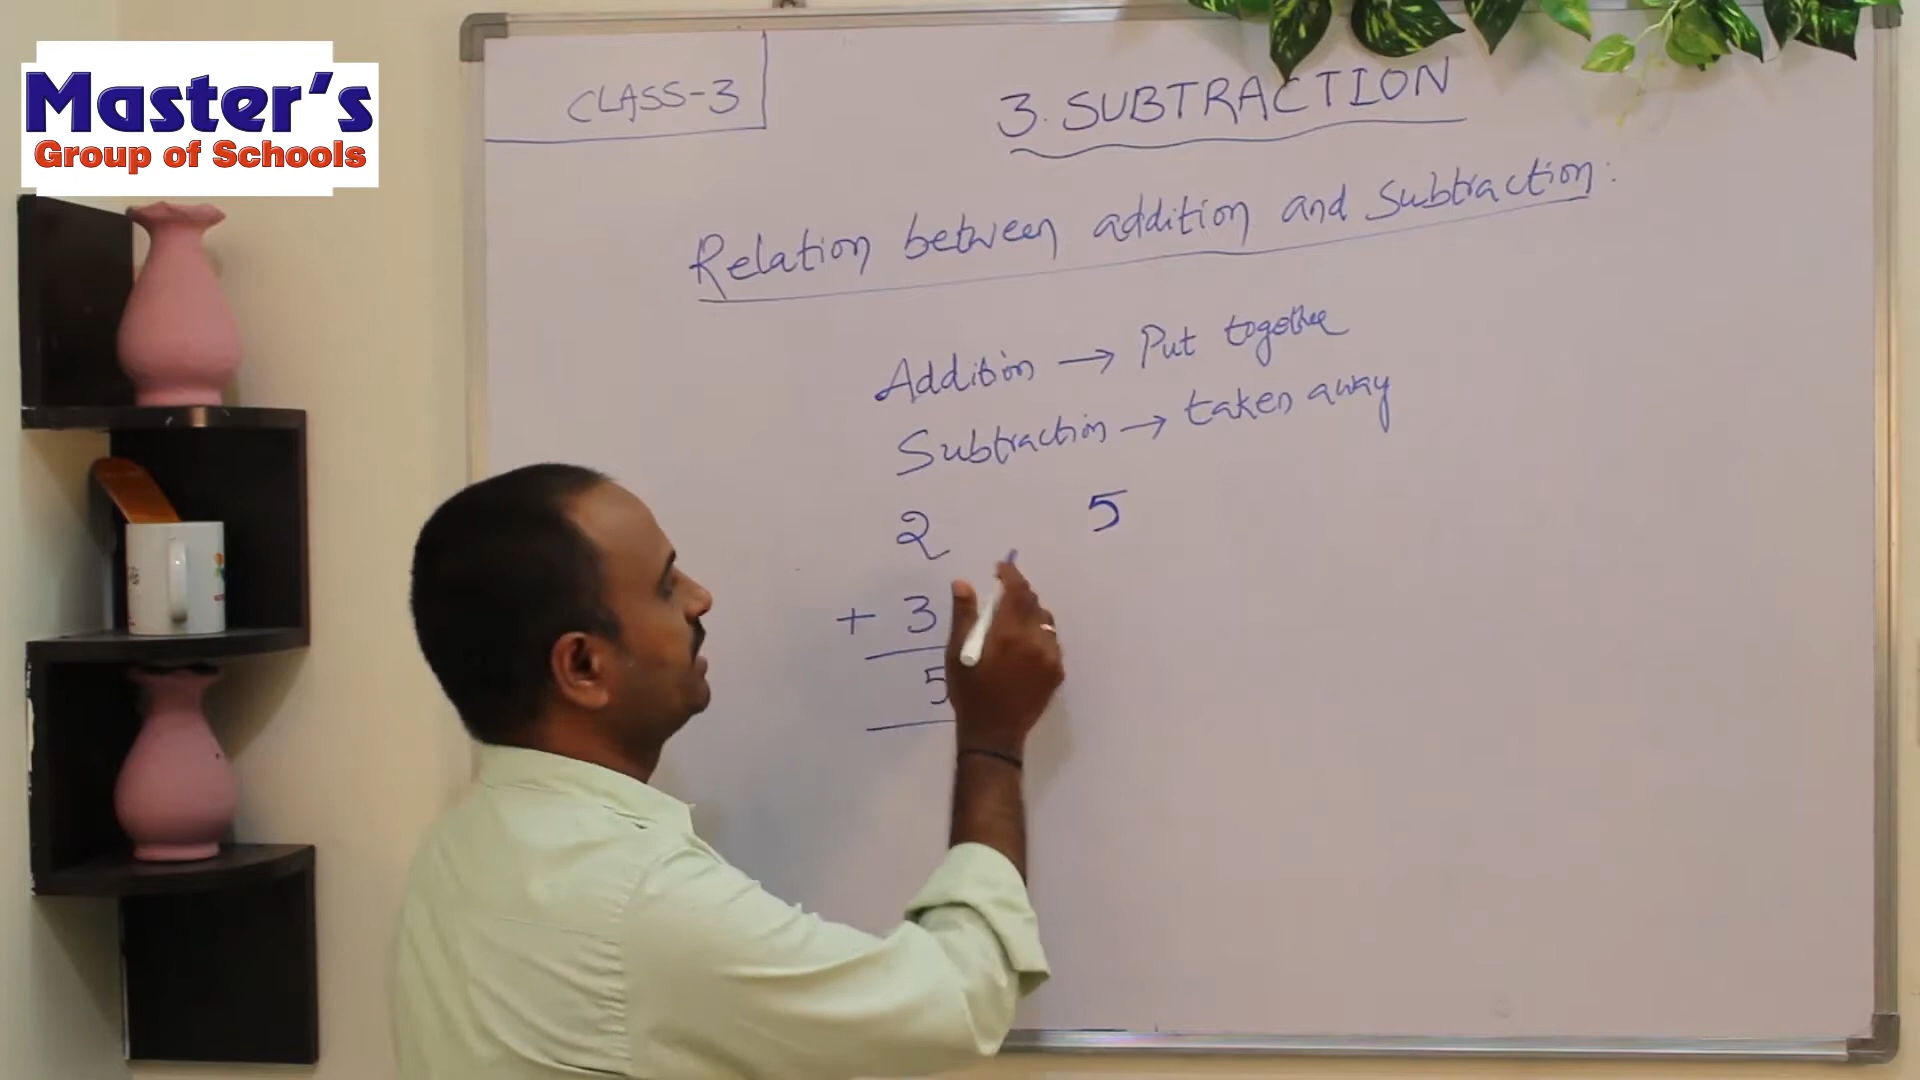 Master's
Group of Schools
CLASS-3
3. SUBTRACTION
Relation between addition and subtraction:
Addition → Put together
Subtraction → taken away
2 5
+ 3
5